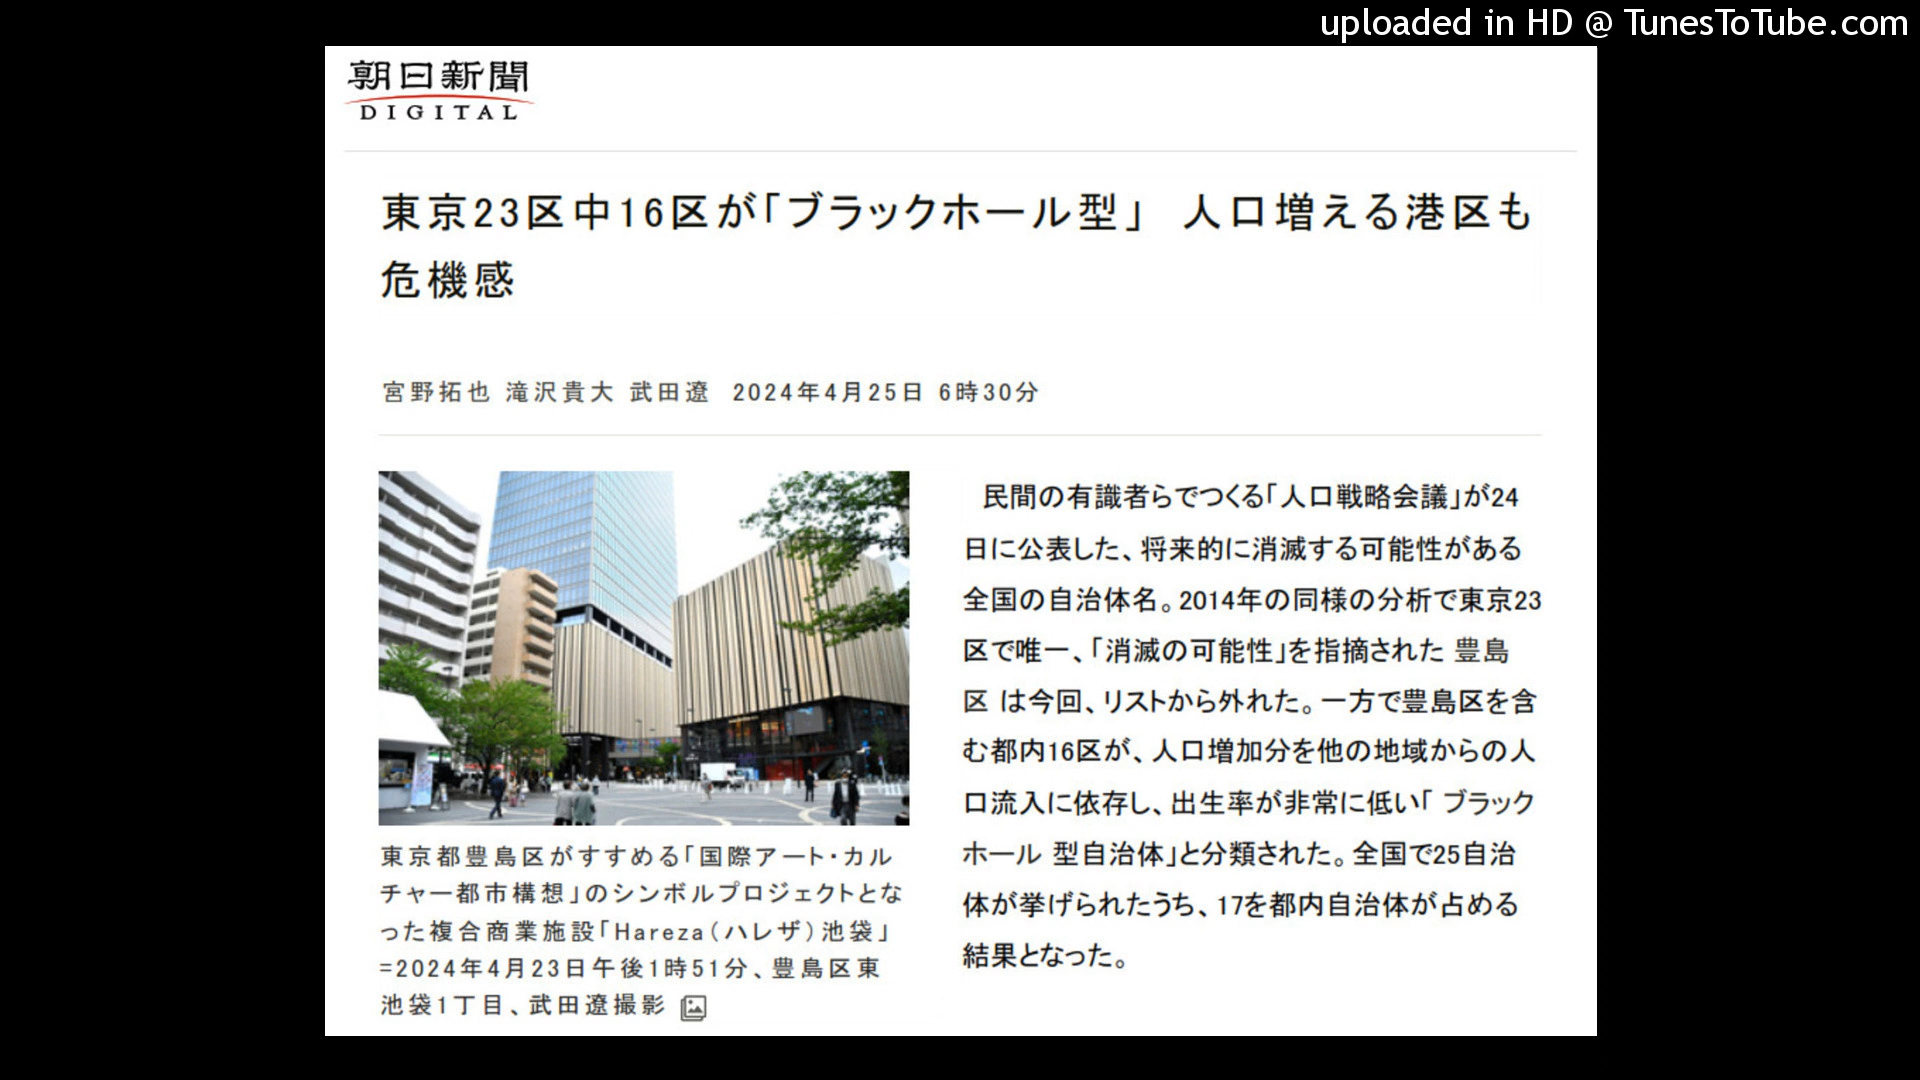 uploaded in HD @ TunesToTube.com
朝日新聞
DIGITAL
東京23区中16区が「ブラックホール型」 人口増える港区も
危機感
宮野拓也 滝沢貴大 武田遼 2024年4月25日 6時30分
民間の有識者らでつくる「人口戦略会議」が24
日に公表した、将来的に消滅する可能性がある
全国の自治体名。2014年の同様の分析で東京23
区で唯一、「消滅の可能性」を指摘された 豊島
区 は今回、リストから外れた。一方で豊島区を含
む都内16区が、人口増加分を他の地域からの人
口流入に依存し、出生率が非常に低い「 ブラック
ホール 型自治体」と分類された。全国で25自治
体が挙げられたうち、17を都内自治体が占める
結果となった。
東京都豊島区がすすめる「国際アート・カル
チャー都市構想」のシンボルプロジェクトとな
った複合商業施設「Hareza(ハレザ)池袋」
=2024年4月23日午後1時51分、豊島区東
池袋1丁目、武田遼撮影